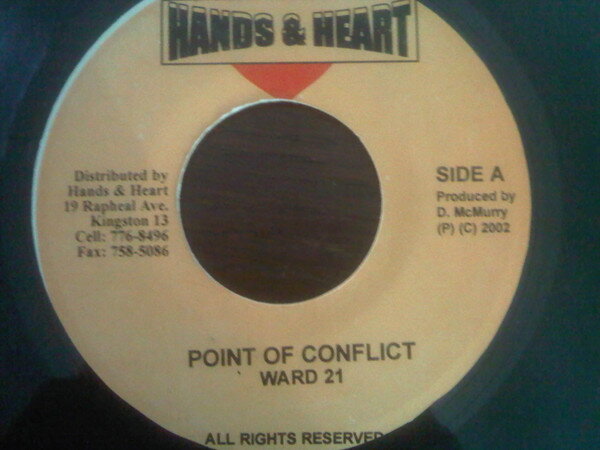 HANDS & HEART
Distributed by
Hands & Heart
19 Rapheal Ave.
Kingston 13
Cell: 776-8496
Fax: 758-5086
SIDE A
Produced by
D. McMurry
(P) (C) 2002
POINT OF CONFLICT
WARD 21
ALL RIGHTS RESERVED